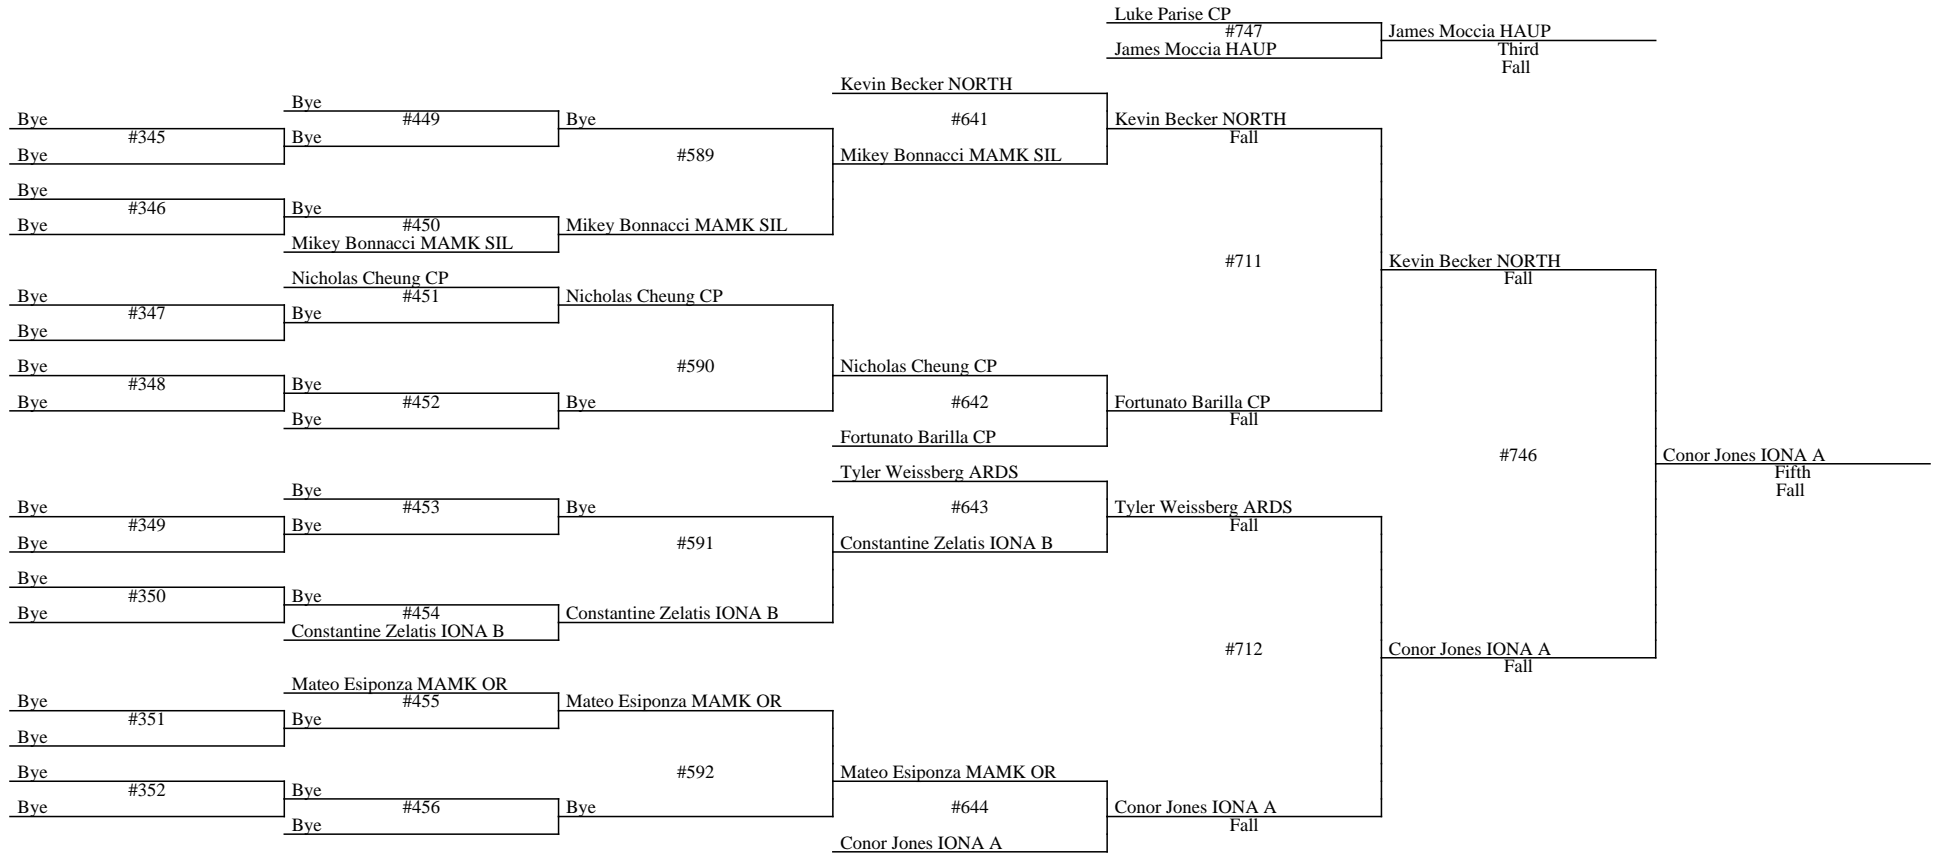 Luke Parise CP
#747
James Moccia HAUP
James Moccia HAUP
Third
Fall
Bye
#345
Bye
Bye
#346
Bye
Bye
#347
Bye
Bye
#348
Bye
Bye
#349
Bye
Bye
#350
Bye
Bye
#351
Bye
Bye
#352
Bye
Bye
#449
Bye
Bye
#450
Mikey Bonnacci MAMK SIL
Nicholas Cheung CP
#451
Bye
Bye
#452
Bye
Bye
#453
Bye
Bye
#454
Constantine Zelatis IONA B
Mateo Esiponza MAMK OR
#455
Bye
Bye
#456
Bye
Bye
#589
Mikey Bonnacci MAMK SIL
Nicholas Cheung CP
#590
Bye
Bye
#591
Constantine Zelatis IONA B
Mateo Esiponza MAMK OR
#592
Bye
Kevin Becker NORTH
#641
Mikey Bonnacci MAMK SIL
Nicholas Cheung CP
#642
Fortunato Barilla CP
Tyler Weissberg ARDS
#643
Constantine Zelatis IONA B
Mateo Esiponza MAMK OR
#644
Conor Jones IONA A
Kevin Becker NORTH
Fall
#711
Fortunato Barilla CP
Fall
Tyler Weissberg ARDS
Fall
#712
Conor Jones IONA A
Fall
Kevin Becker NORTH
Fall
#746
Conor Jones IONA A
Fall
Conor Jones IONA A
Fifth
Fall